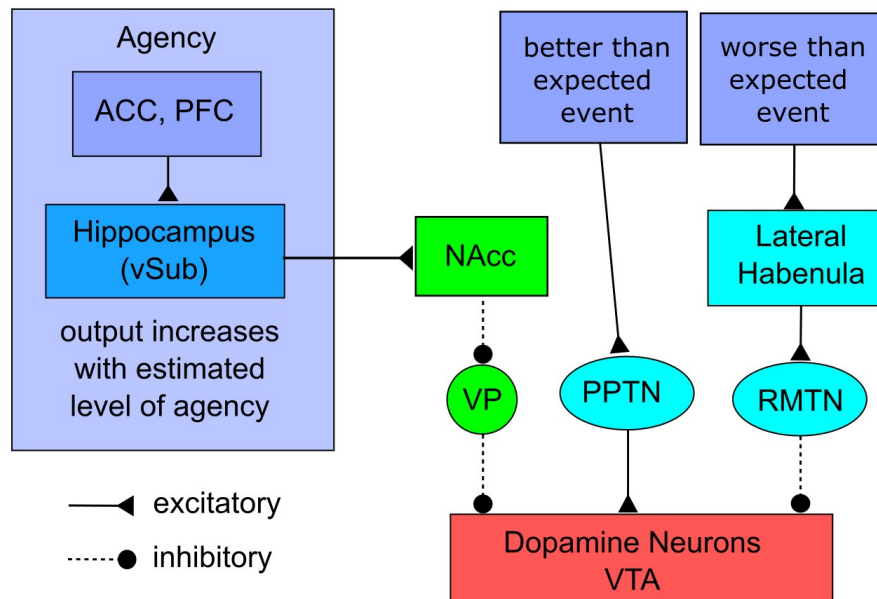 Agency
ACC, PFC
Hippocampus
(vSub)
output increases
with estimated
level of agency
better than
expected
event
worse than
expected
event
NAcc
Lateral
Habenula
VP
PPTN
RMTN
Dopamine Neurons
VTA
excitatory
inhibitory